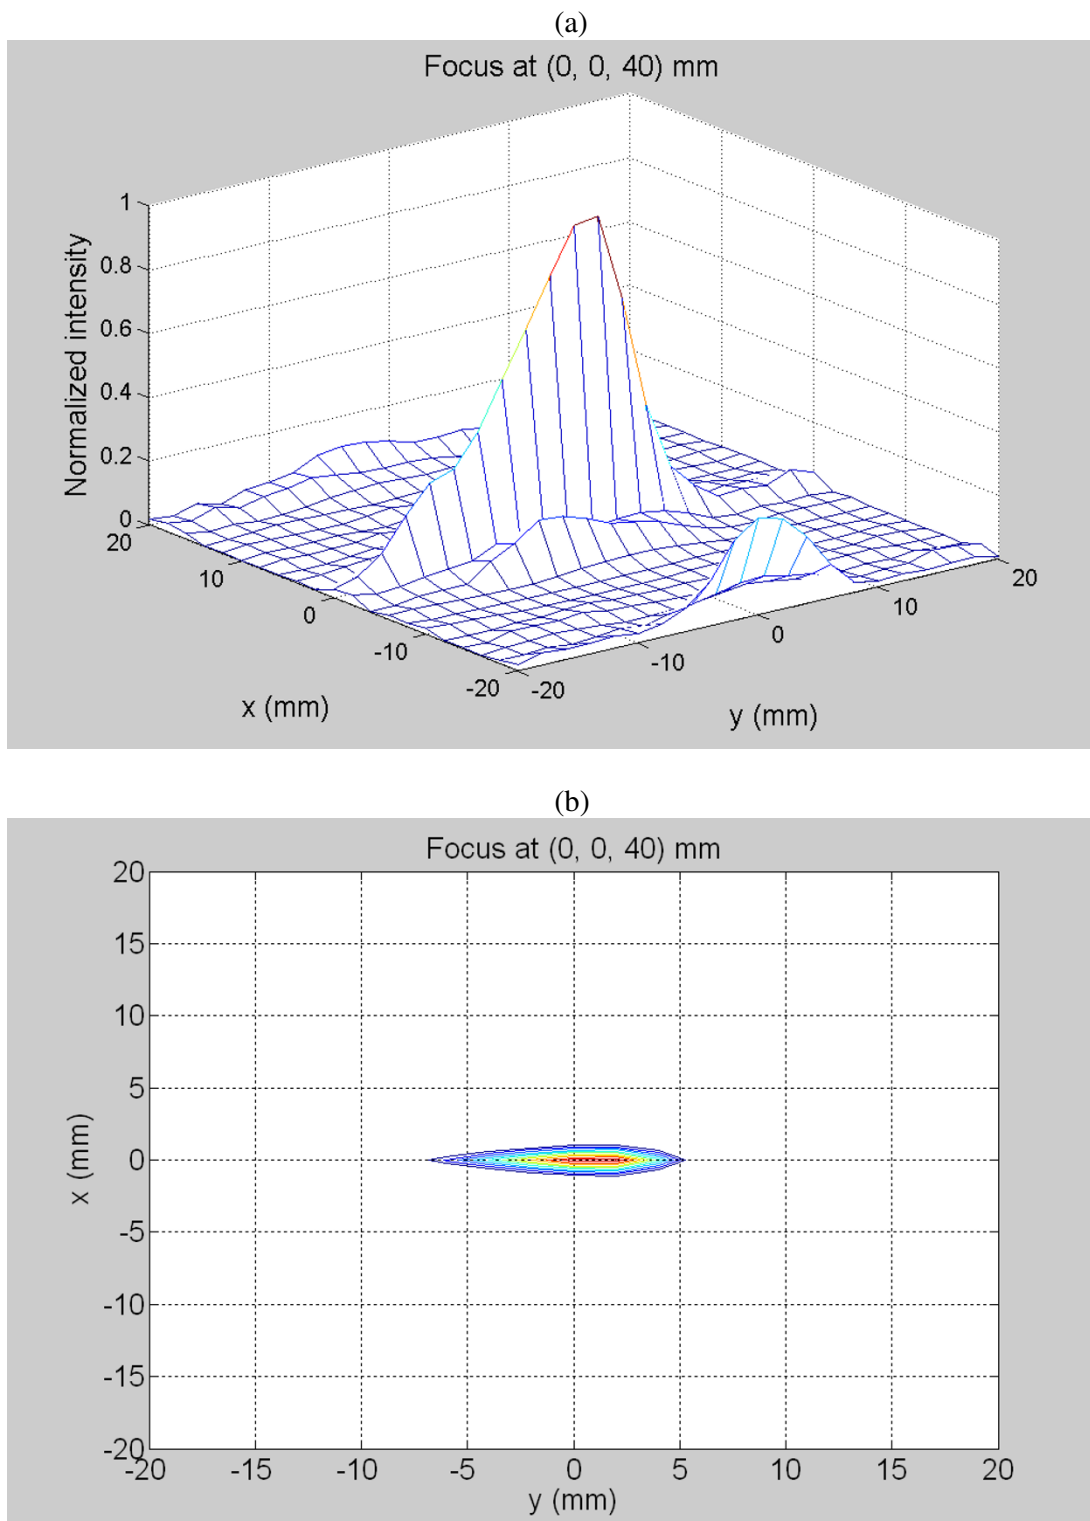 (a)
Focus at (0, 0, 40) mm
1
0.8
0.6
0.4
0.2
0
Normalized intensity
20
10
0
-10
-20
x (mm)
-20
-10
0
10
20
y (mm)
(b)
Focus at (0, 0, 40) mm
20
15
10
5
0
-5
-10
-15
-20
x (mm)
-20 -15 -10 -5 0 5 10 15 20
y (mm)